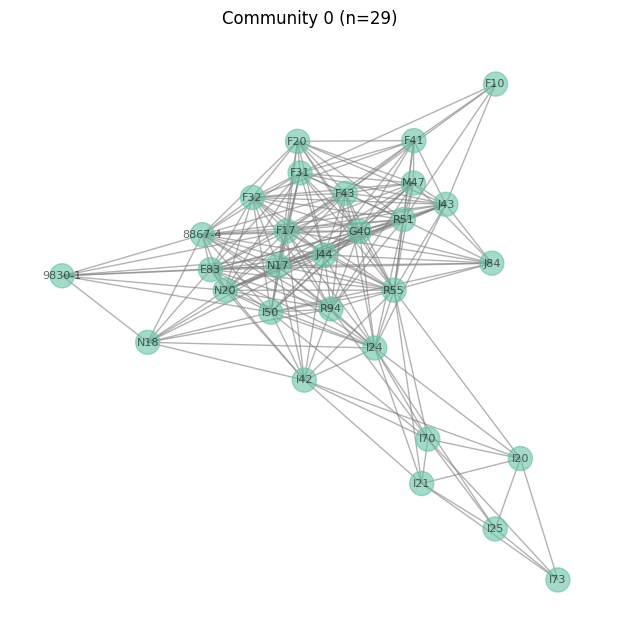 Community 0 (n=29)
F10
F20
F41
F31
M47
F32
F43
J43
R51
8867-4
F17
G40
J44
J84
N17
E83
9830-1
N20
R55
R94
I50
N18
I24
I42
I70
I20
I21
I25
I73